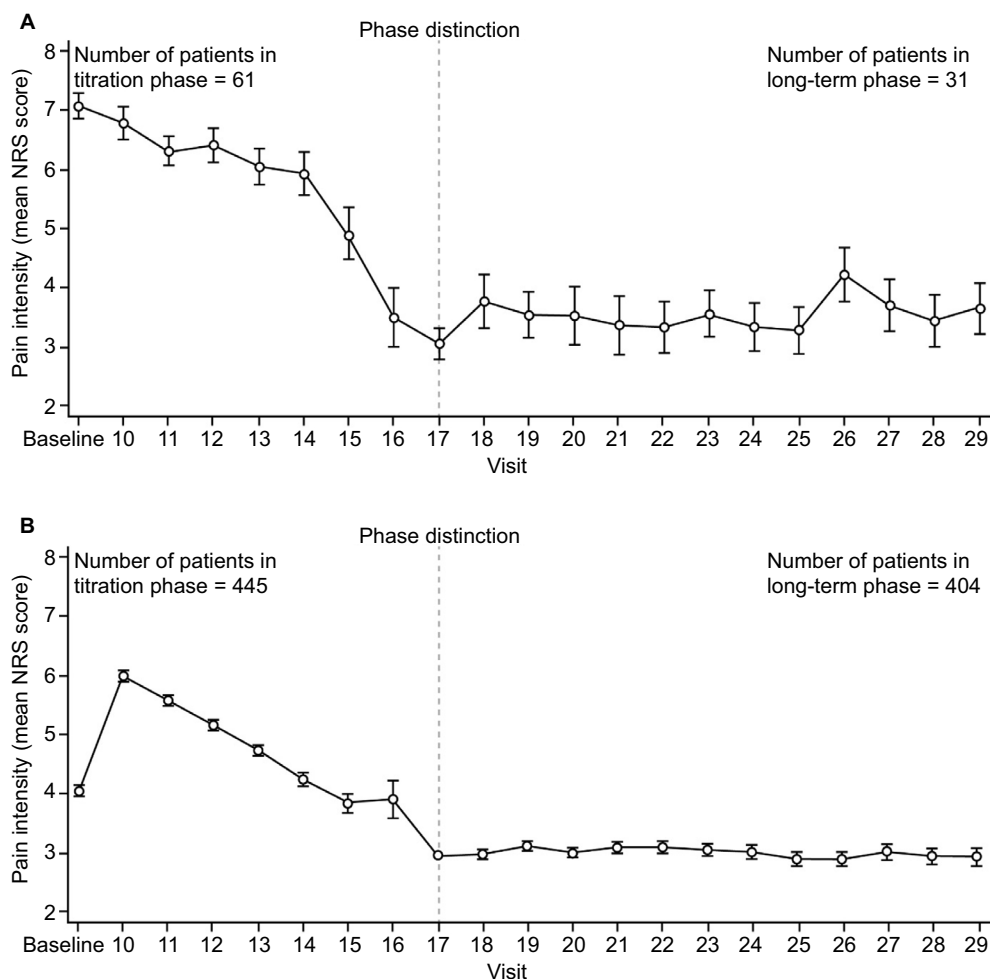 A
Phase distinction
Number of patients in
titration phase = 61
Number of patients in
long-term phase = 31
Pain intensity (mean NRS score)
8
7
6
5
4
3
2
Baseline 10 11 12 13 14 15 16 17 18 19 20 21 22 23 24 25 26 27 28 29
Visit
B
Phase distinction
Number of patients in
titration phase = 445
Number of patients in
long-term phase = 404
Pain intensity (mean NRS score)
8
7
6
5
4
3
2
Baseline 10 11 12 13 14 15 16 17 18 19 20 21 22 23 24 25 26 27 28 29
Visit